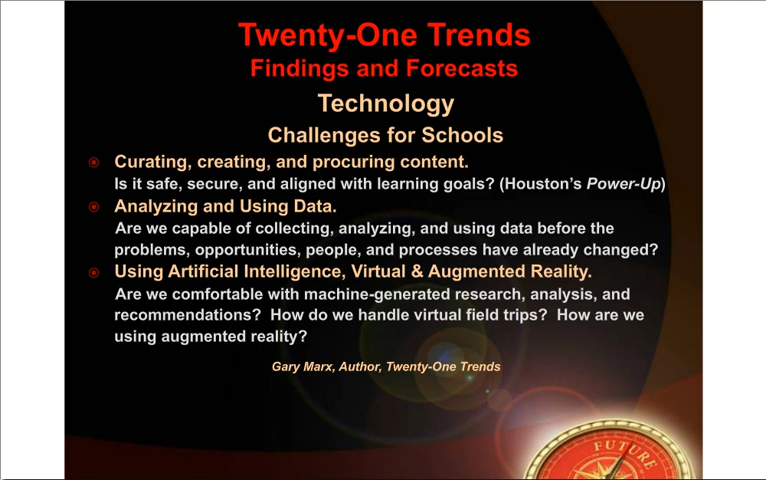 Twenty-One Trends
Findings and Forecasts
Technology
Challenges for Schools
Curating, creating, and procuring content.
Is it safe, secure, and aligned with learning goals? (Houston's Power-Up)
Analyzing and Using Data.
Are we capable of collecting, analyzing, and using data before the
problems, opportunities, people, and processes have already changed?
Using Artificial Intelligence, Virtual & Augmented Reality.
Are we comfortable with machine-generated research, analysis, and
recommendations? How do we handle virtual field trips? How are we
using augmented reality?
Gary Marx, Author, Twenty-One Trends
FUTURE